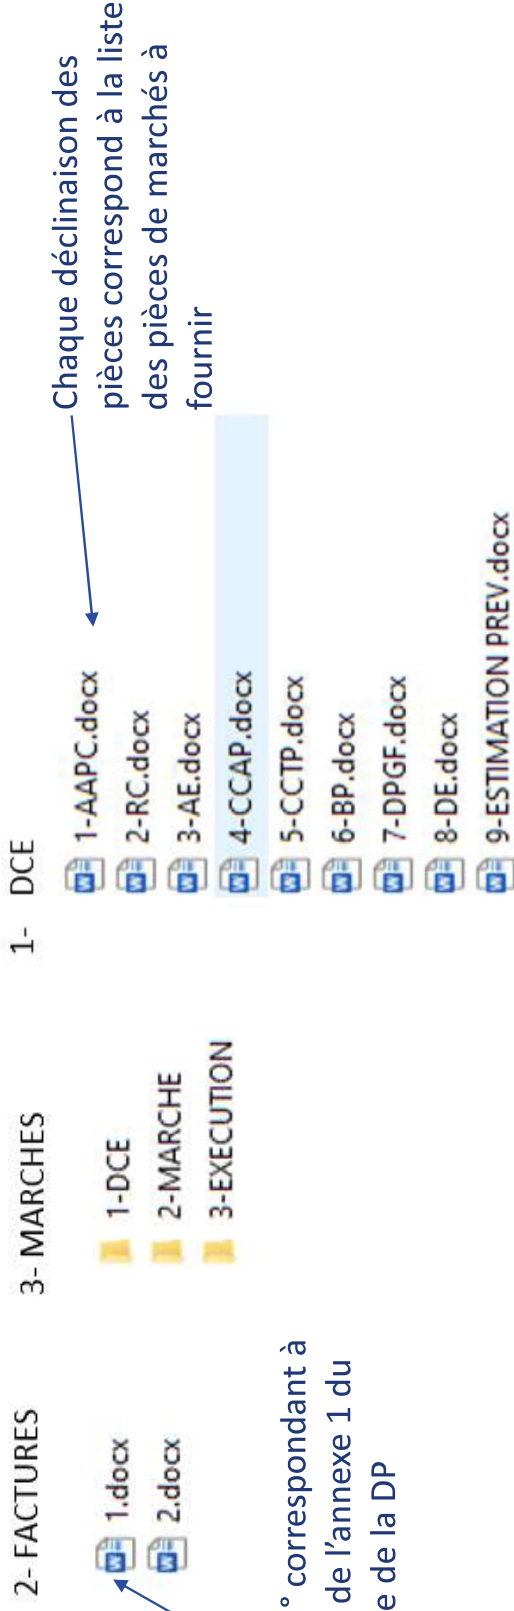 2- FACTURES
1.docx
2.docx
° correspondant à
de l'annexe 1 du
e de la DP
3- MARCHES
1-DCE
2-MARCHE
3-EXECUTION
1- DCE
1-AAPC.docx
2-RC.docx
3-AE.docx
4-CCAP.docx
5-CCTP.docx
6-BP.docx
7-DPGF.docx
8-DE.docx
9-ESTIMATION PREV.docx
Chaque déclinaison des
pièces correspond à la liste
des pièces de marchés à
fournir